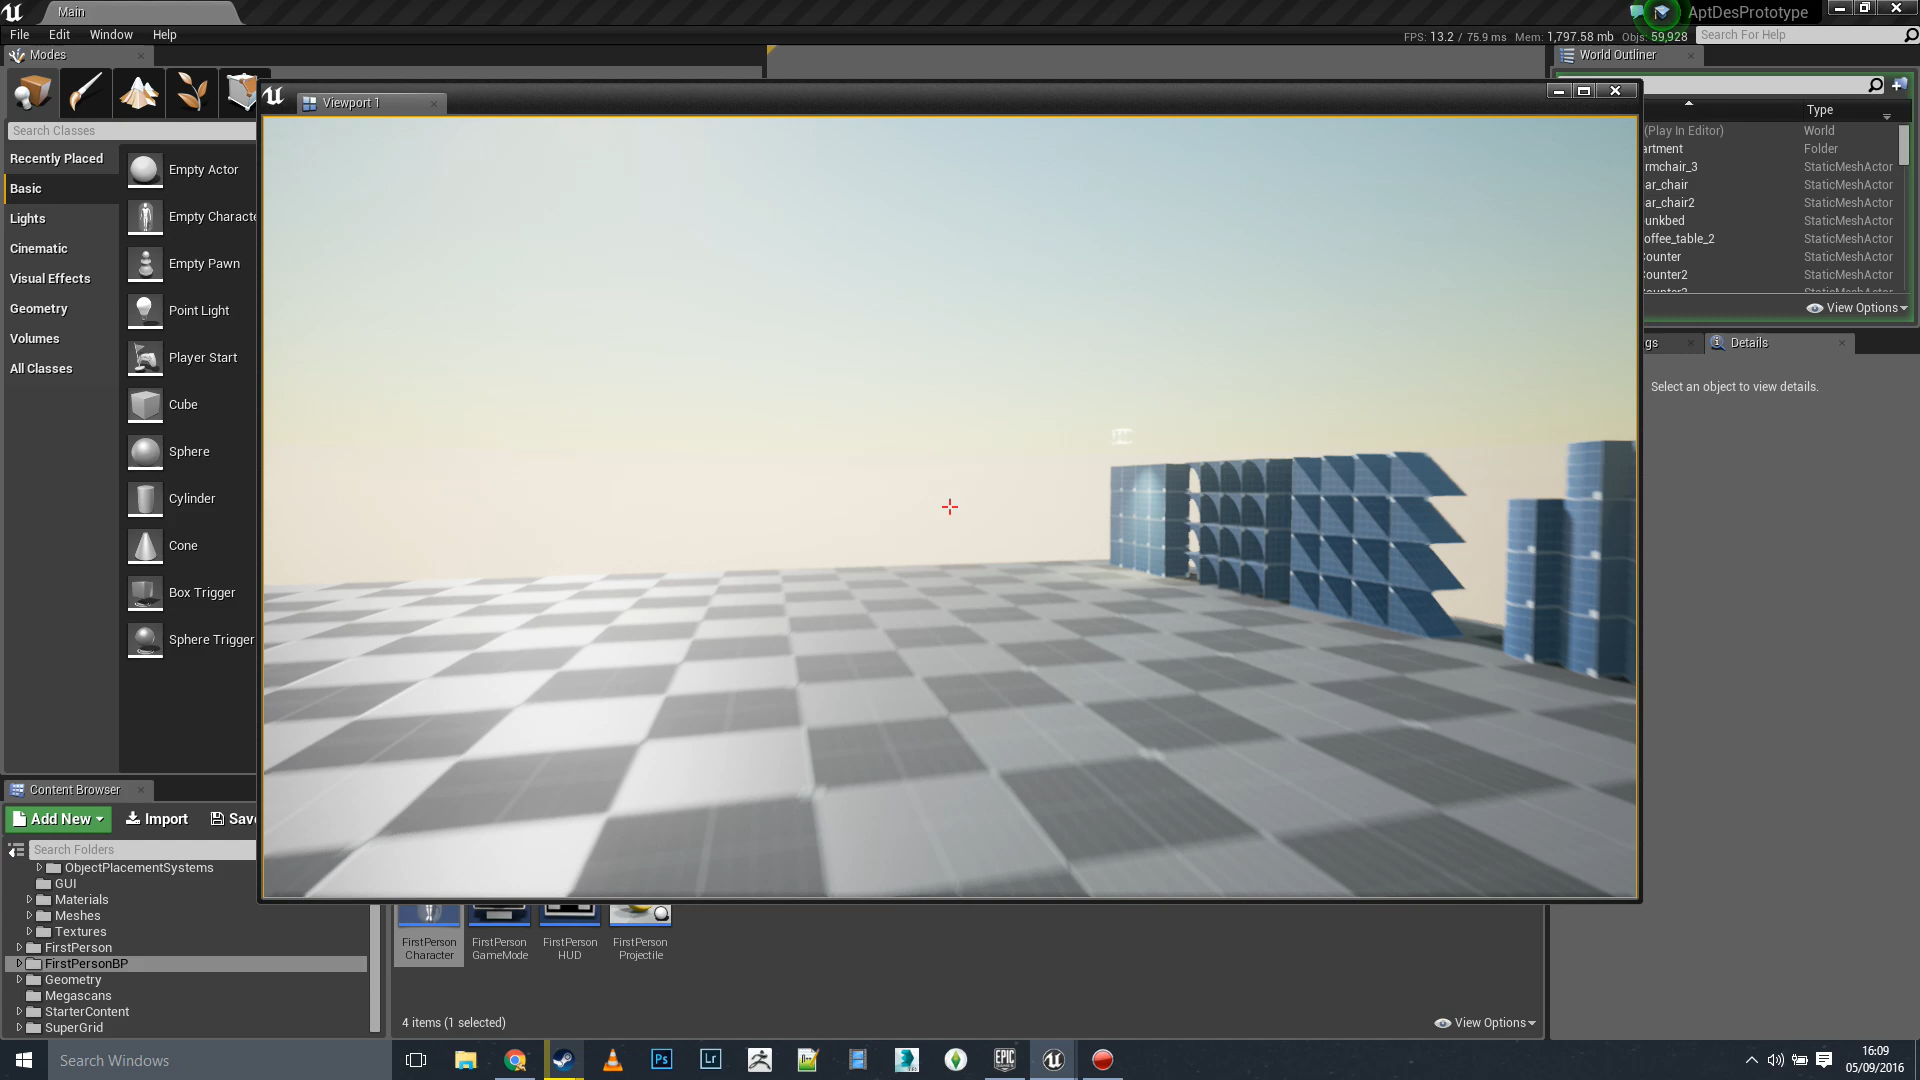 Main
AptDesPrototype
File Edit Window Help
FPS: 13.2 / 75.9 ms Mem: 1,797.58 mb Objs: 59,928
Search For Help
Modes
World Outliner
Viewport 1
Search Classes
Recently Placed
Basic
Lights
Cinematic
Visual Effects
Geometry
Volumes
All Classes
Empty Actor
Empty Characte
Empty Pawn
Point Light
Player Start
Cube
Sphere
Cylinder
Cone
Box Trigger
Sphere Trigger
Type
(Play In Editor) World
artment Folder
rmchair_3 StaticMeshActor
ar_chair StaticMeshActor
ar_chair2 StaticMeshActor
unkbed StaticMeshActor
offee_table_2 StaticMeshActor
ounter StaticMeshActor
ounter2 StaticMeshActor
View Options
gs
Details
Select an object to view details.
Content Browser
Add New Import Save
Search Folders
ObjectPlacementSystems
GUI
Materials
Meshes
Textures
FirstPerson
FirstPersonBP
Geometry
Megascans
StarterContent
SuperGrid
FirstPerson
Character
FirstPerson
GameMode
FirstPerson
HUD
FirstPerson
Projectile
4 items (1 selected)
View Options
Search Windows
Ps
Lr
EPIC
GAMES
16:09
05/09/2016